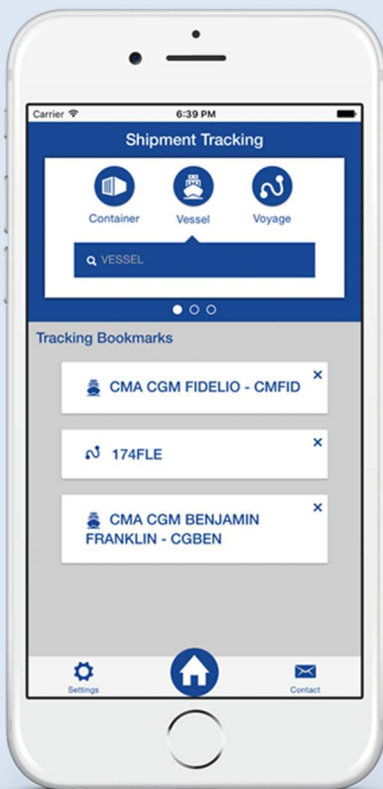 Carrier 6:39 PM
Shipment Tracking
Container Vessel Voyage
VESSEL
Tracking Bookmarks
CMA CGM FIDELIO - CMFID
174FLE
CMA CGM BENJAMIN
FRANKLIN - CGBEN
Settings Contact